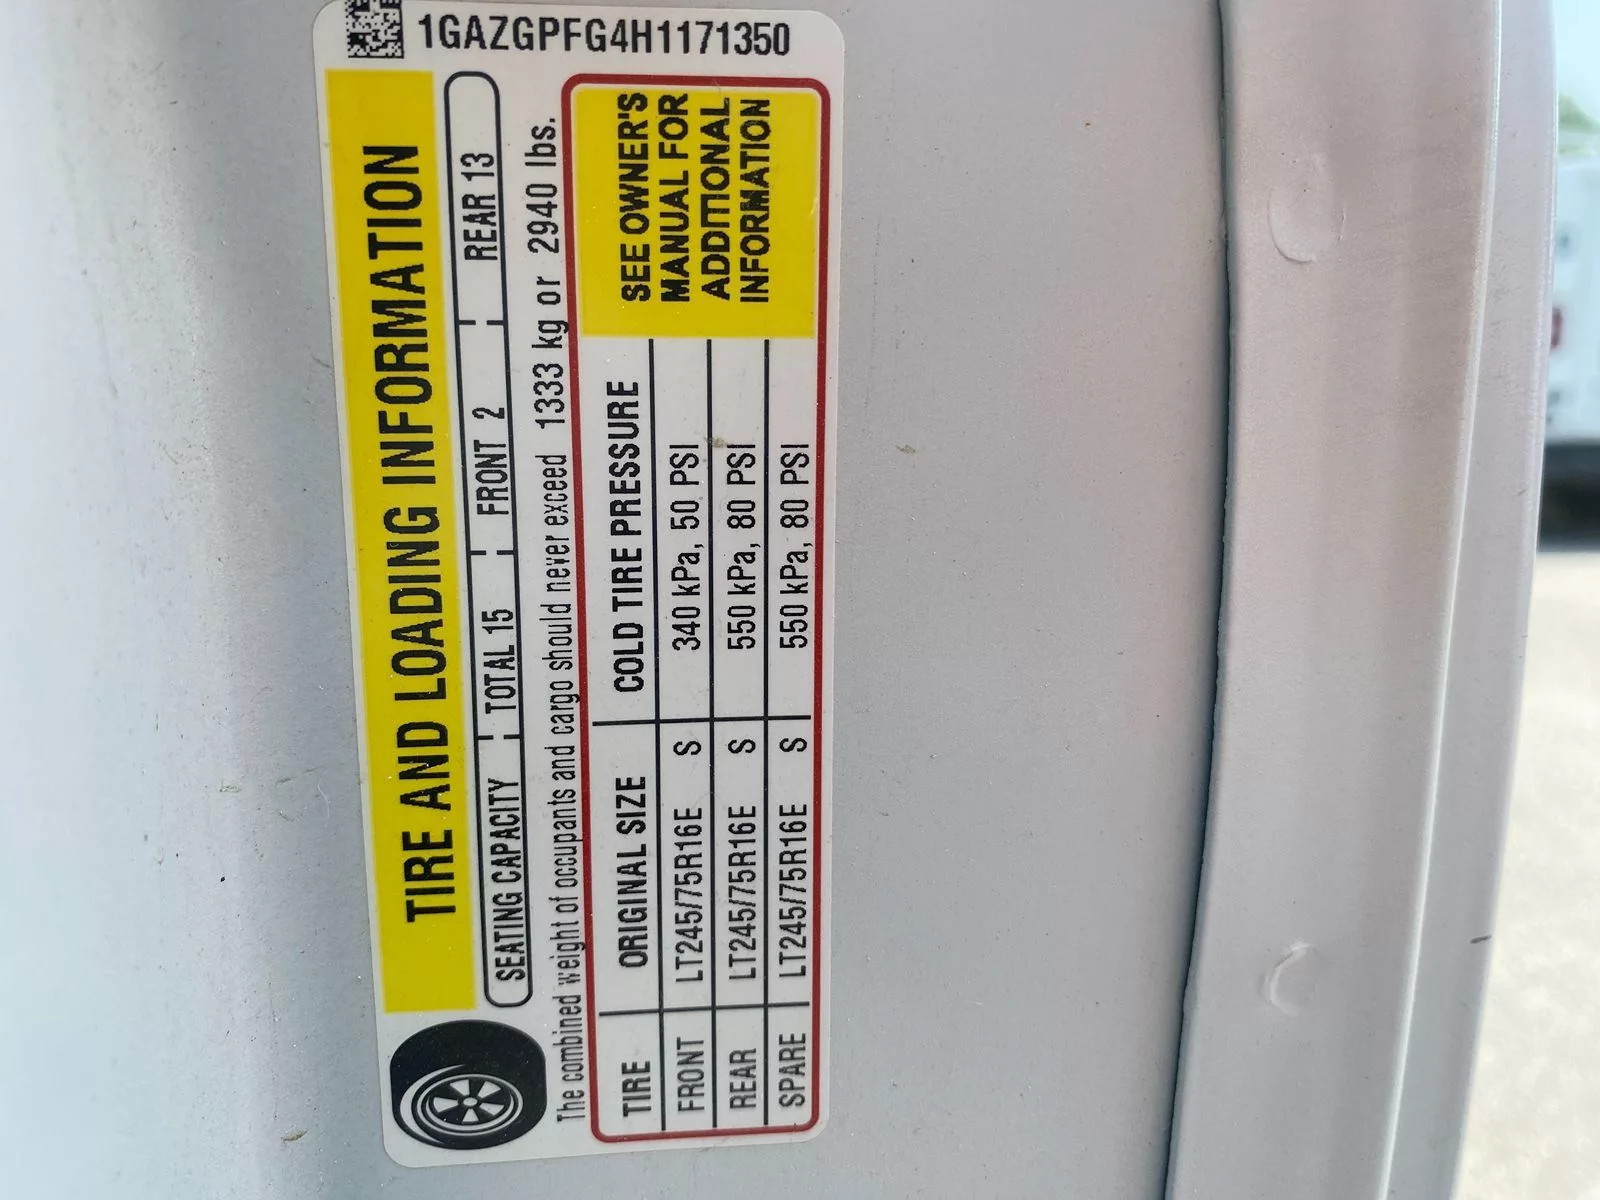 1GAZGPFG4H1171350
TIRE AND LOADING INFORMATION
SEATING CAPACITY TOTAL 15 FRONT 2 REAR 13
The combined weight of occupants and cargo should never exceed 1333 kg or 2940 lbs.
TIRE ORIGINAL SIZE COLD TIRE PRESSURE
FRONT LT245/75R16E S 340 kPa, 50 PSI
REAR LT245/75R16E S 550 kPa, 80 PSI
SPARE LT245/75R16E S 550 kPa, 80 PSI
SEE OWNER'S
MANUAL FOR
ADDITIONAL
INFORMATION